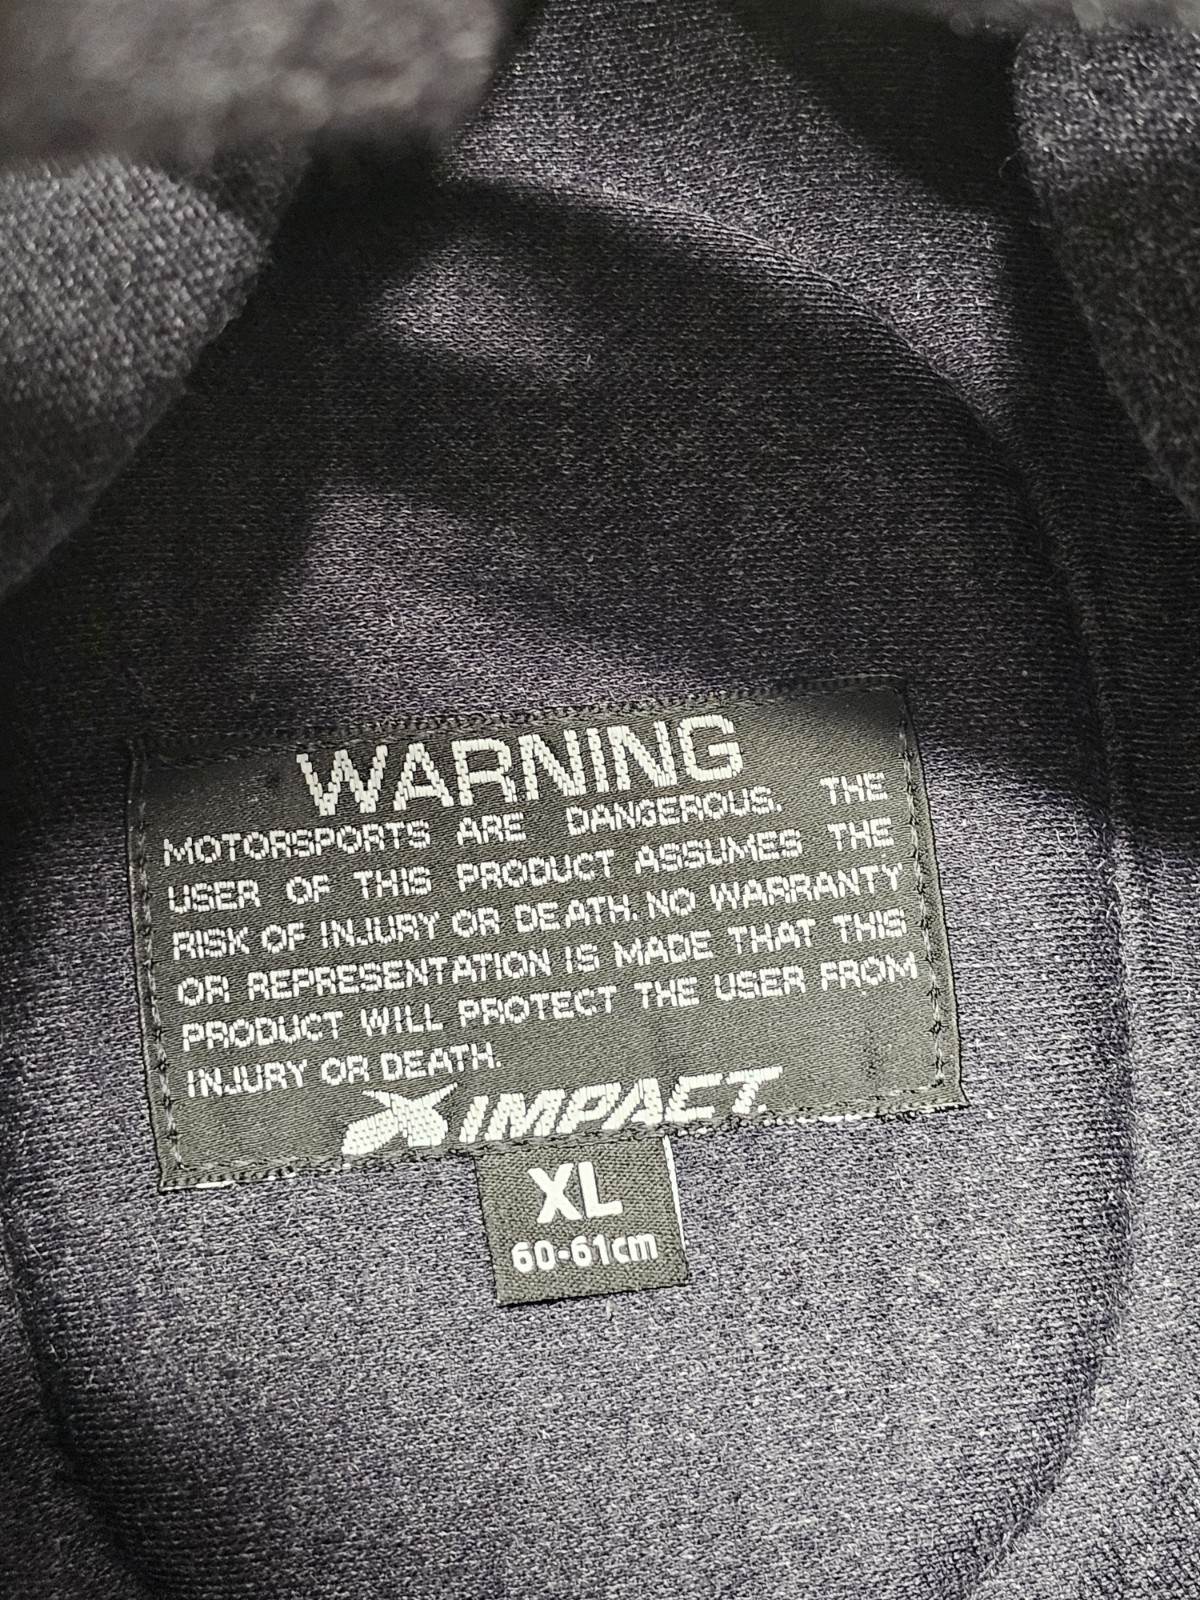 WARNING
MOTORSPORTS ARE DANGEROUS. THE
USER OF THIS PRODUCT ASSUMES THE
RISK OF INJURY OR DEATH. NO WARRANTY
OR REPRESENTATION IS MADE THAT THIS
PRODUCT WILL PROTECT THE USER FROM
INJURY OR DEATH.
IMPACT
XL
60-61cm